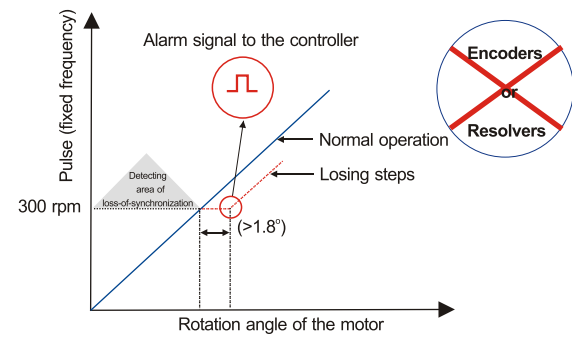 Alarm signal to the controller
Pulse (fixed frequency)
Encoders
or
Resolvers
Normal operation
Losing steps
Detecting
area of
loss-of-synchronization
300 rpm
(>1.8°)
Rotation angle of the motor